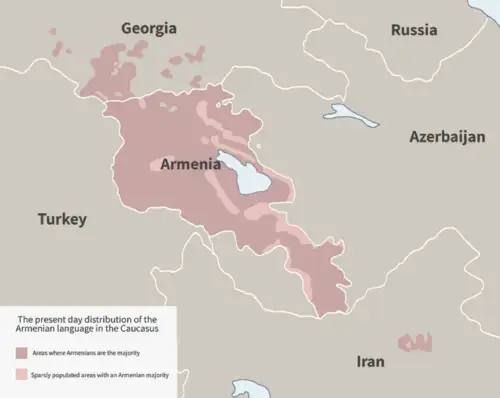 Georgia
Russia
Azerbaijan
Armenia
Turkey
The present day distribution of the
Armenian language in the Caucasus
Areas where Armenians are the majority
Sparsly populated areas with an Armenian majority
Iran